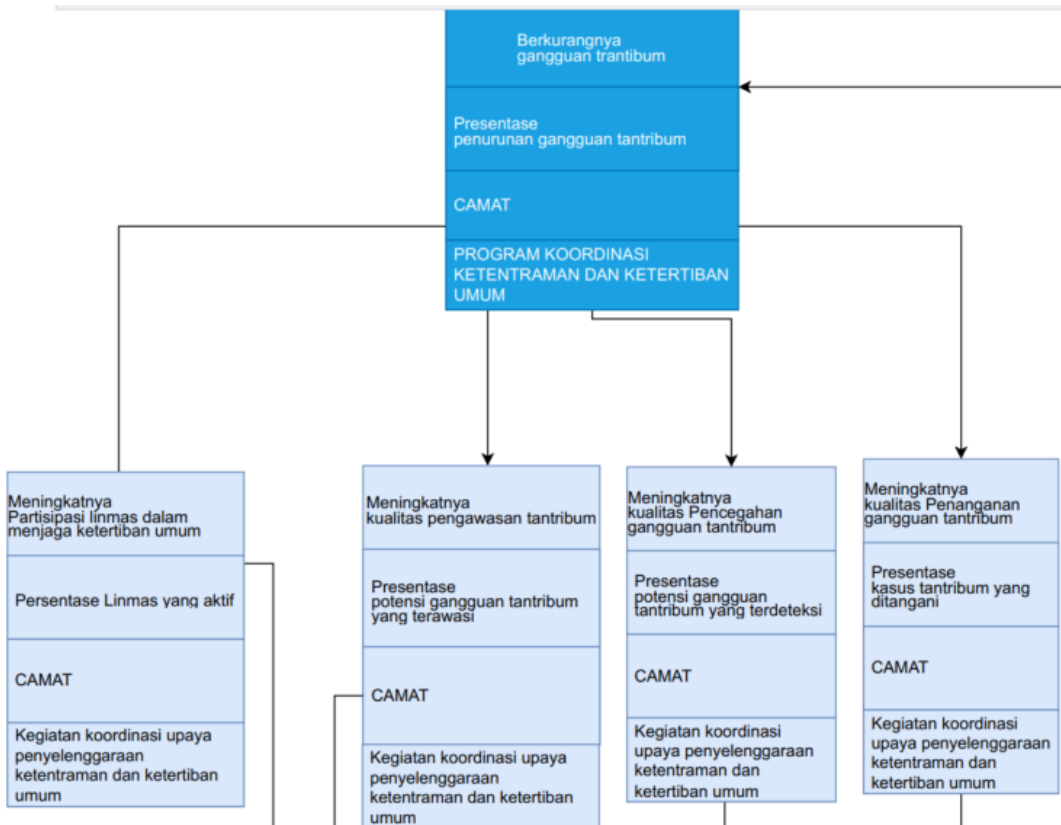 Berkurangnya
gangguan trantibum
Presentase
penurunan gangguan tantribum
CAMAT
PROGRAM KOORDINASI
KETENTRAMAN DAN KETERTIBAN
UMUM
Meningkatnya
Partisipasi linmas dalam
menjaga ketertiban umum
Persentase Linmas yang aktif
CAMAT
Kegiatan koordinasi upaya
penyelenggaraan
ketentraman dan ketertiban
umum
Meningkatnya
kualitas pengawasan tantribum
Presentase
potensi gangguan tantribum
yang terawasi
CAMAT
Kegiatan koordinasi upaya
penyelenggaraan
ketentraman dan ketertiban
umum
Meningkatnya
kualitas Pencegahan
gangguan tantribum
Presentase
potensi gangguan
tantribum yang terdeteksi
CAMAT
Kegiatan koordinasi
upaya penyelenggaraan
ketentraman dan
ketertiban umum
Meningkatnya
kualitas Penanganan
gangguan tantribum
Presentase
kasus tantribum yang
ditangani
CAMAT
Kegiatan koordinasi
upaya penyelenggaraan
ketentraman dan
ketertiban umum